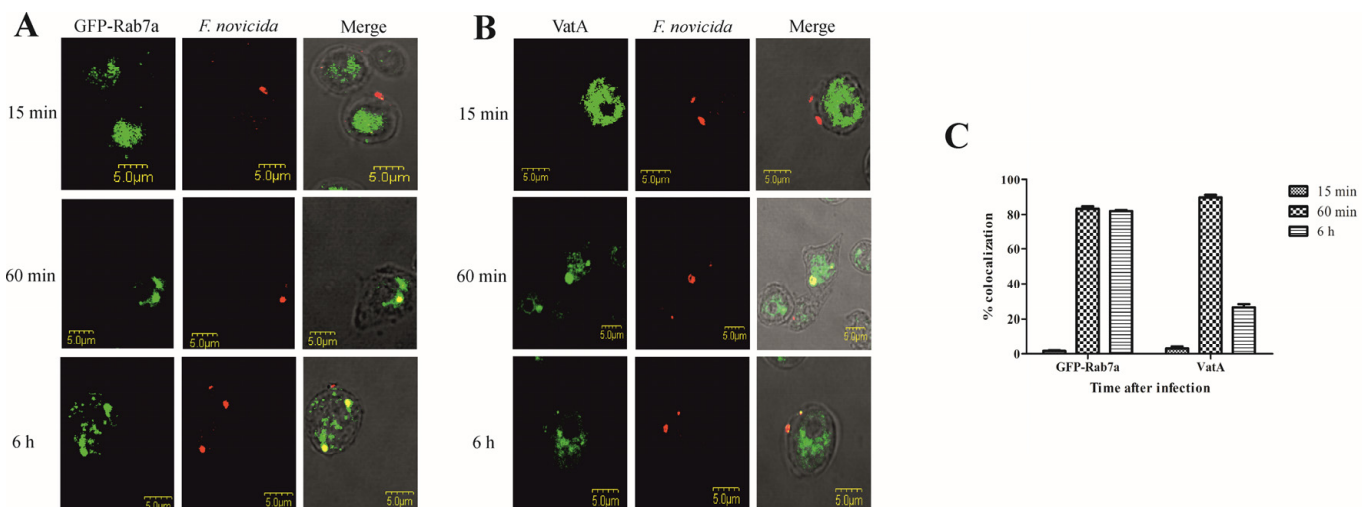 A
GFP-Rab7a
F. novicida
Merge
15 min
5.0µm
5.0µm
5.0µm
60 min
5.0µm
5.0µm
5.0µm
6 h
5.0µm
5.0µm
5.0µm
B
VatA
F. novicida
Merge
15 min
5.0µm
5.0µm
5.0µm
60 min
5.0µm
5.0µm
5.0µm
6 h
5.0µm
5.0µm
5.0µm
C
% colocalization
100
80
60
40
20
0
GFP-Rab7a
VatA
Time after infection
15 min
60 min
6 h